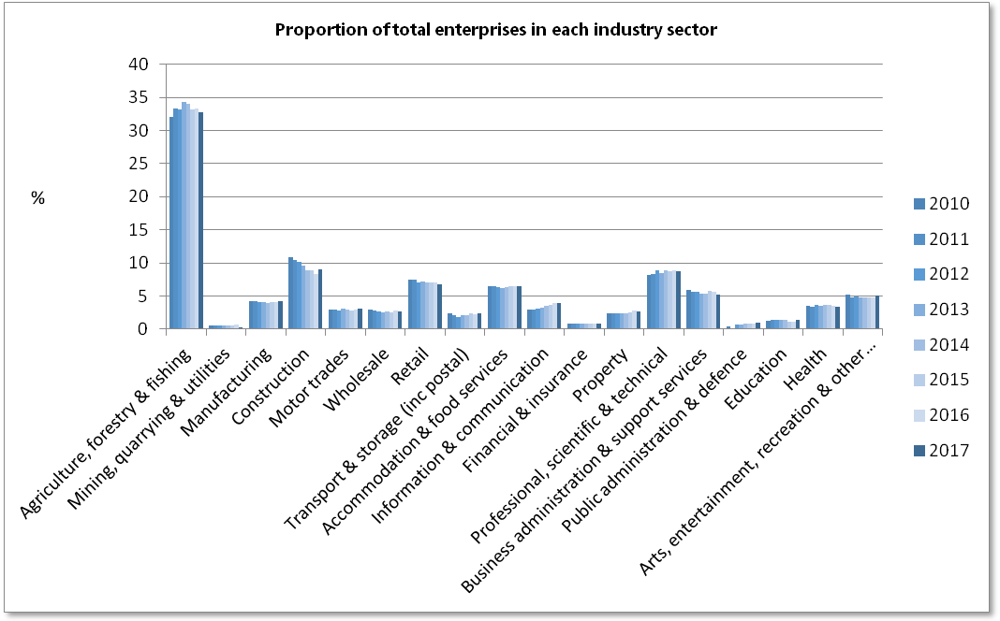 Proportion of total enterprises in each industry sector
40
35
30
25
20
15
10
5
0
%
Agriculture, forestry & fishing
Mining, quarrying & utilities
Manufacturing
Construction
Motor trades
Wholesale
Retail
Transport & storage (inc postal)
Accommodation & food services
Information & communication
Financial & insurance
Property
Professional, scientific & technical
Business administration & support services
Public administration & defence
Education
Health
Arts, entertainment, recreation & other...
2010
2011
2012
2013
2014
2015
2016
2017